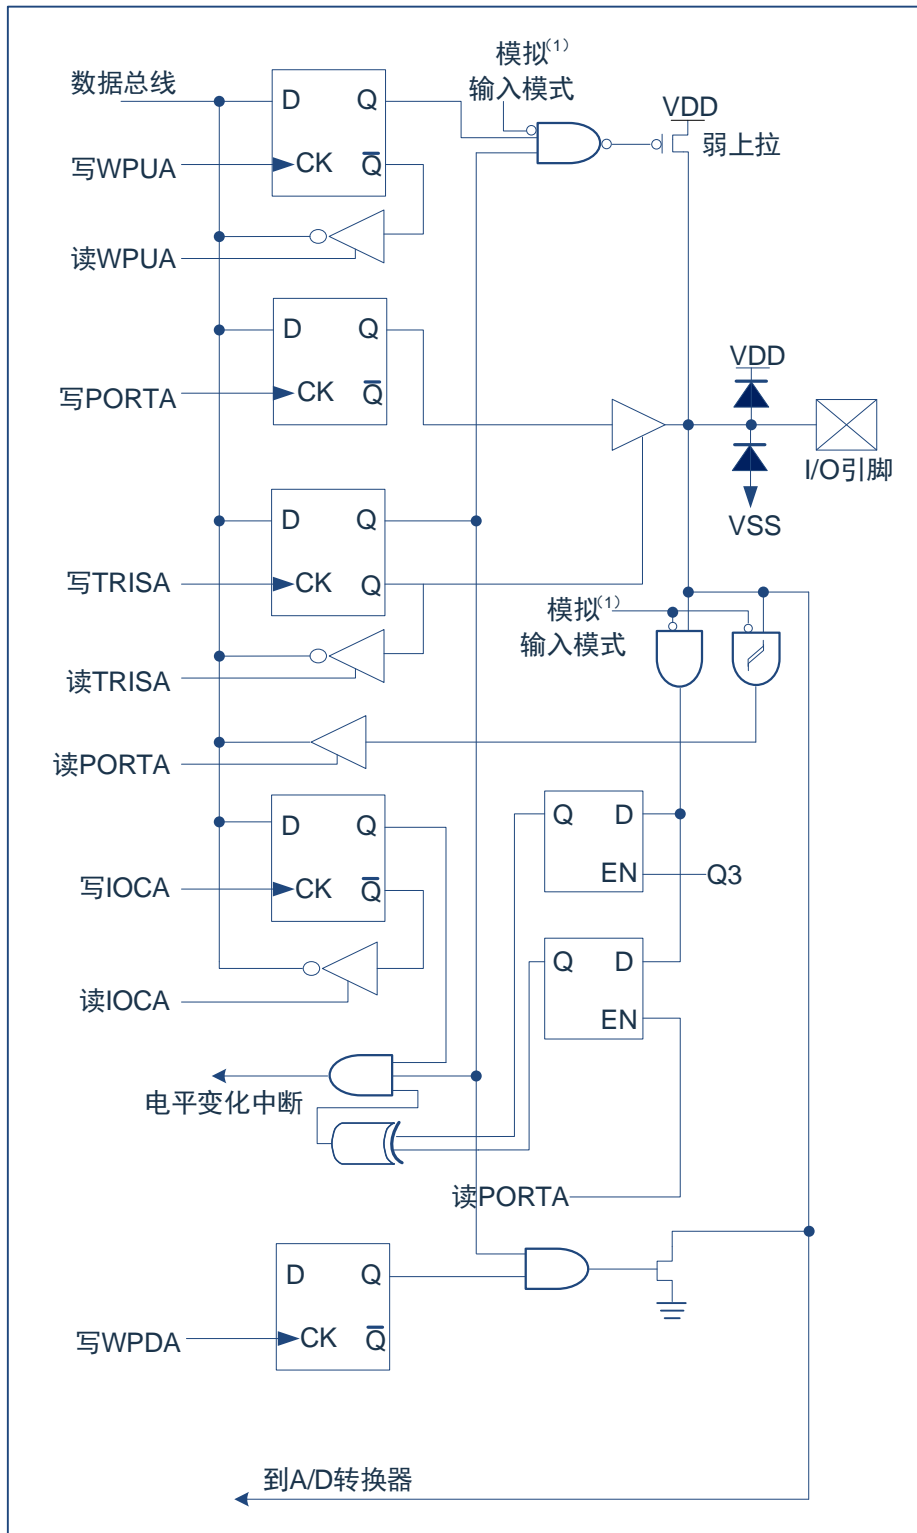 数据总线
D Q
写WPUA
CK Q̅
读WPUA
模拟(1)
输入模式
VDD
弱上拉
D Q
写PORTA
CK Q̅
VDD
I/O引脚
VSS
D Q
写TRISA
CK Q
读TRISA
模拟(1)
输入模式
读PORTA
D Q
写IOCA
CK Q̅
读IOCA
Q D
EN
Q3
Q D
EN
电平变化中断
读PORTA
D Q
写WPDA
CK Q̅
到A/D转换器